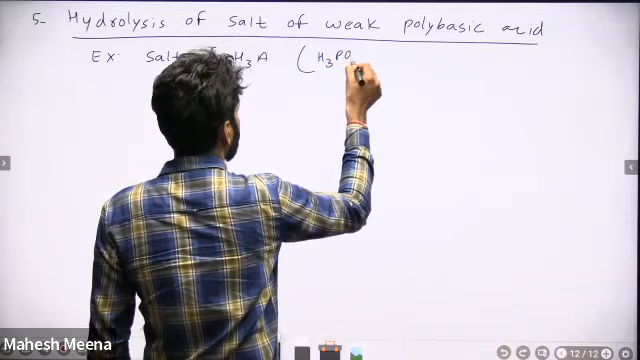 5- Hydrolysis of salt of weak polybasic acid
Ex: Salt H3A (H3PO
Mahesh Meena
12/12